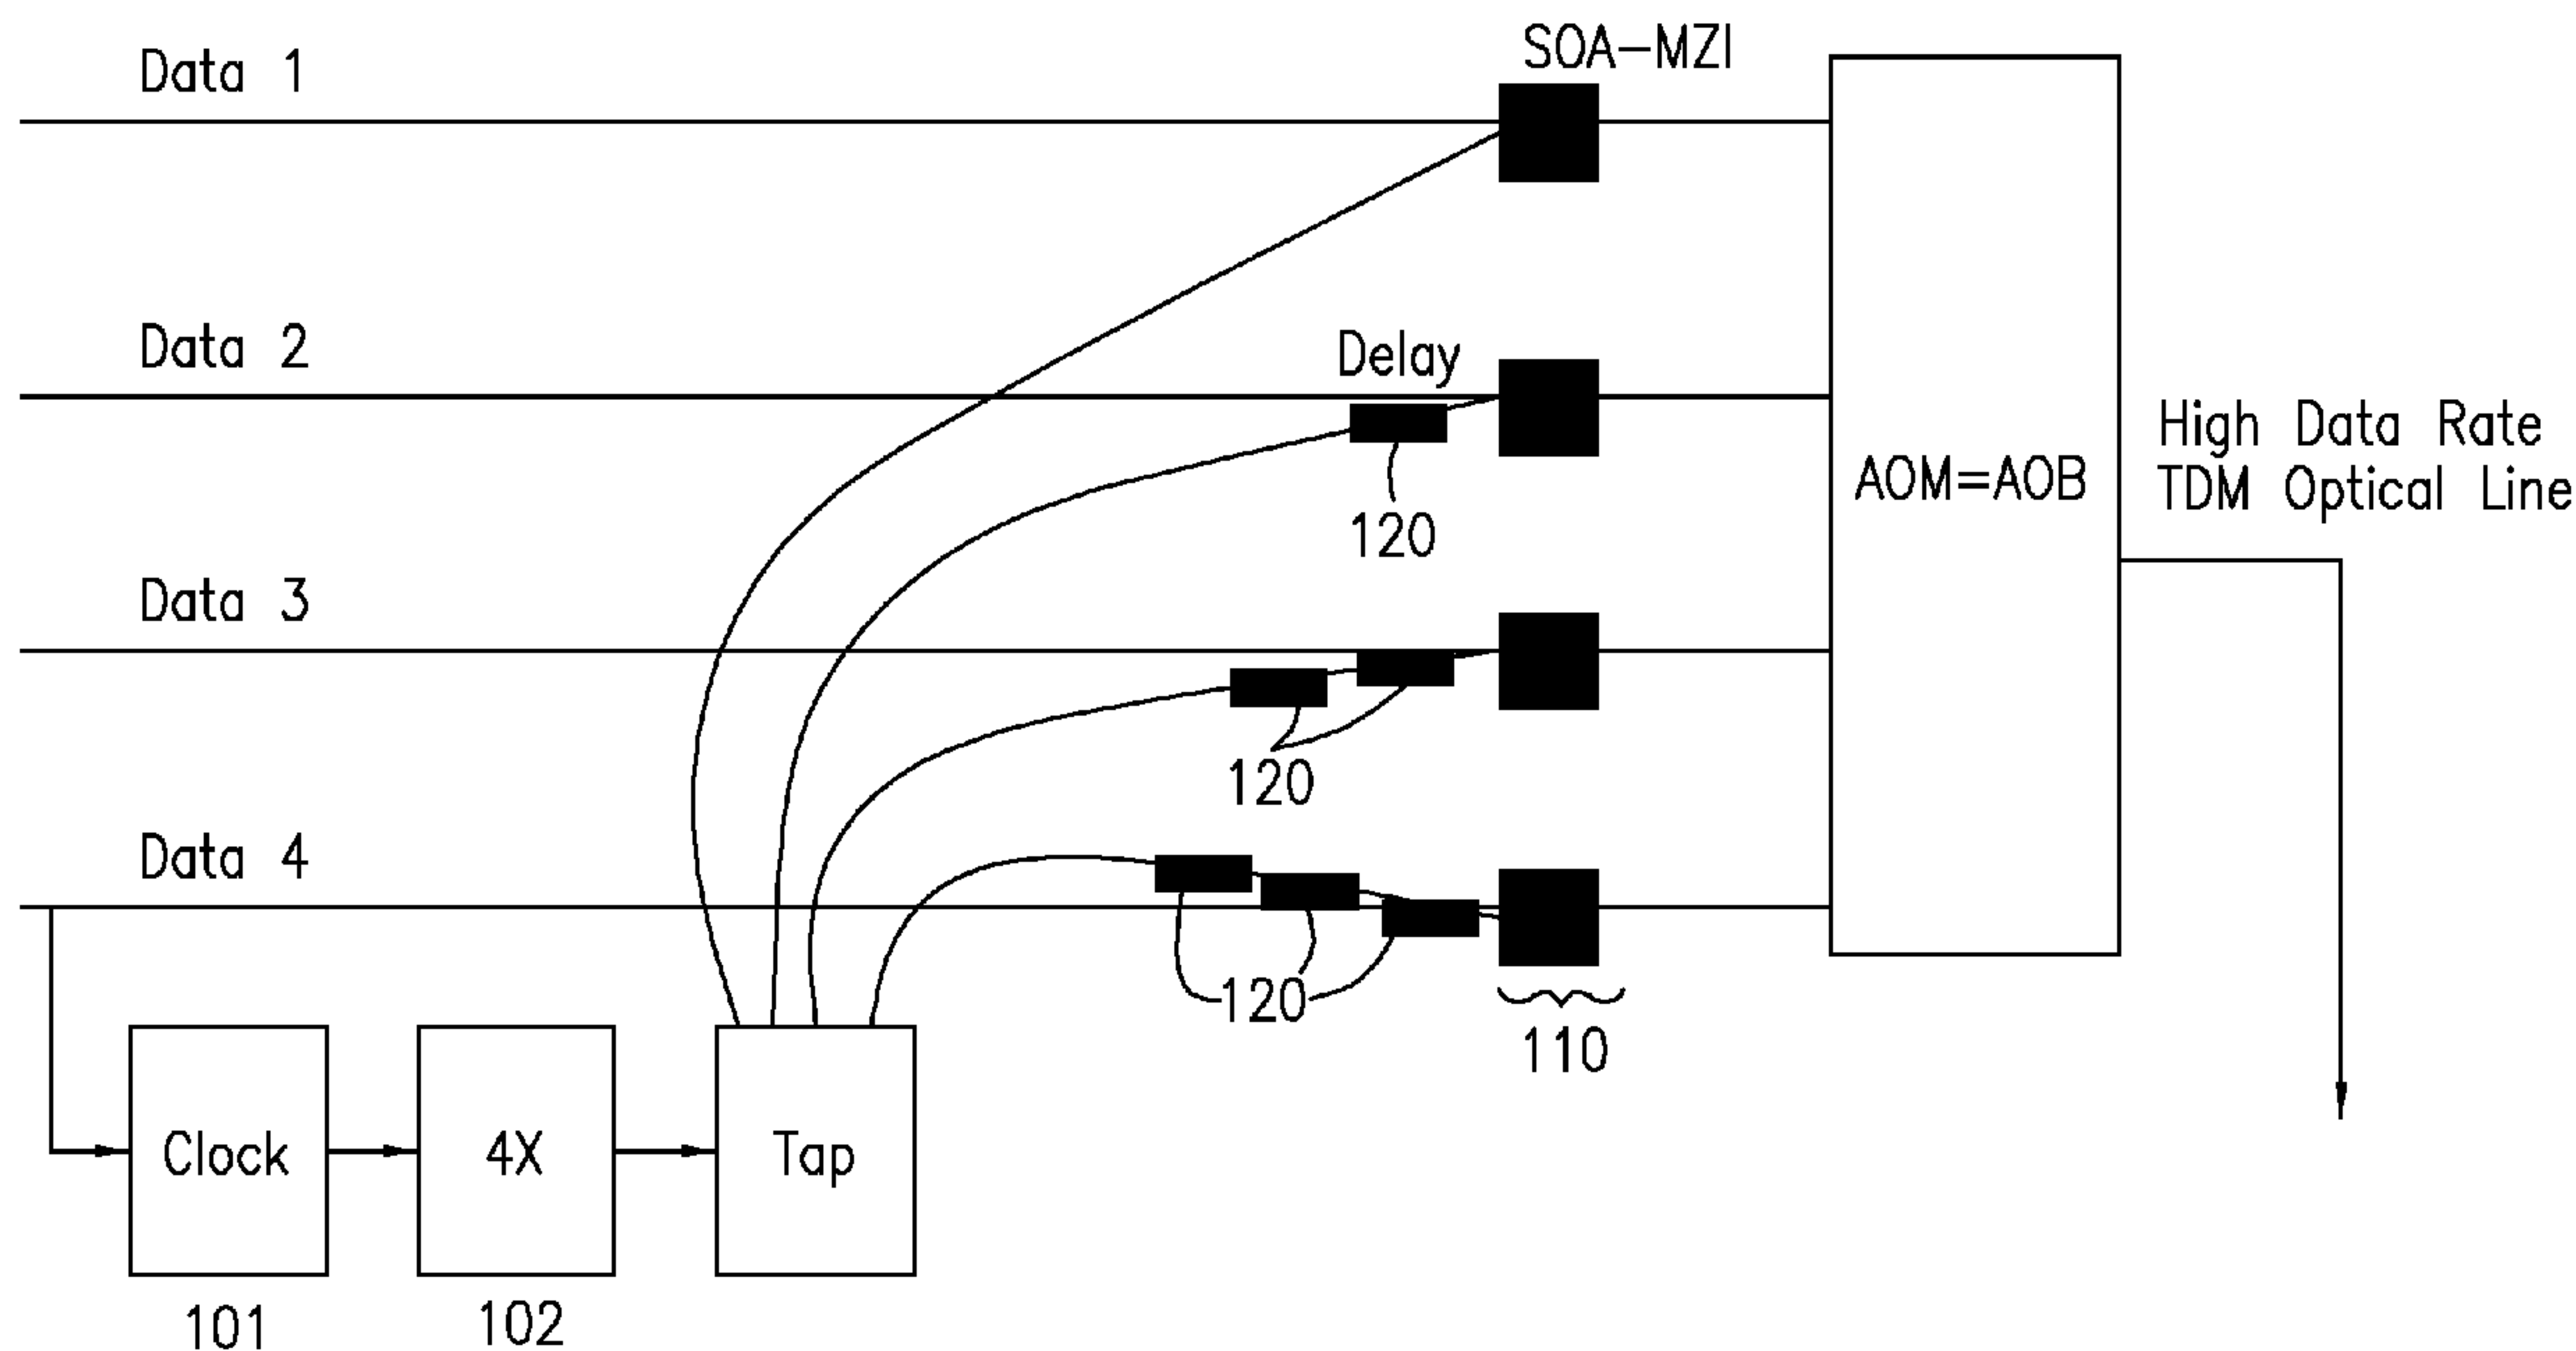 SOA-MZI
Data 1
Data 2
Delay
120
High Data Rate
TDM Optical Line
AOM=AOB
Data 3
120
Data 4
120
110
Clock
4X
Tap
101
102